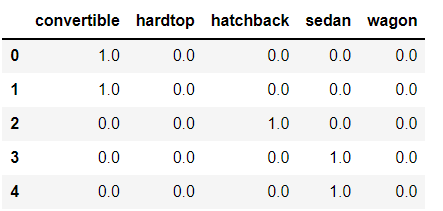 convertible hardtop hatchback sedan wagon
0 1.0 0.0 0.0 0.0 0.0
1 1.0 0.0 0.0 0.0 0.0
2 0.0 0.0 1.0 0.0 0.0
3 0.0 0.0 0.0 1.0 0.0
4 0.0 0.0 0.0 1.0 0.0